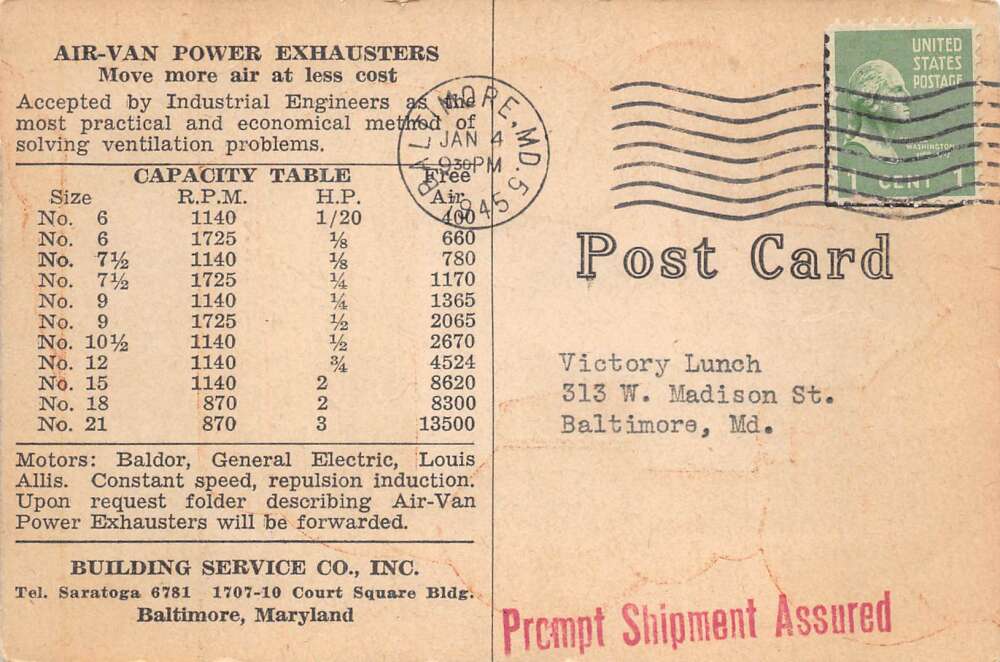 AIR-VAN POWER EXHAUSTERS
Move more air at less cost
Accepted by Industrial Engineers as the
most practical and economical method of
solving ventilation problems.
CAPACITY TABLE
Free
Size R.P.M. H.P. Air
No. 6 1140 1/20 400
No. 6 1725 ⅛ 660
No. 7½ 1140 ⅛ 780
No. 7½ 1725 ¼ 1170
No. 9 1140 ¼ 1365
No. 9 1725 ½ 2065
No. 10½ 1140 ½ 2670
No. 12 1140 ¾ 4524
No. 15 1140 2 8620
No. 18 870 2 8300
No. 21 870 3 13500
Motors: Baldor, General Electric, Louis
Allis. Constant speed, repulsion induction.
Upon request folder describing Air-Van
Power Exhausters will be forwarded.
BUILDING SERVICE CO., INC.
Tel. Saratoga 6781 1707-10 Court Square Bldg.
Baltimore, Maryland
BALTIMORE, MD. 5
JAN 4
930PM
1945
UNITED
STATES
POSTAGE
WASHINGTON
1 CENT 1
Post Card
Victory Lunch
313 W. Madison St.
Baltimore, Md.
Prompt Shipment Assured